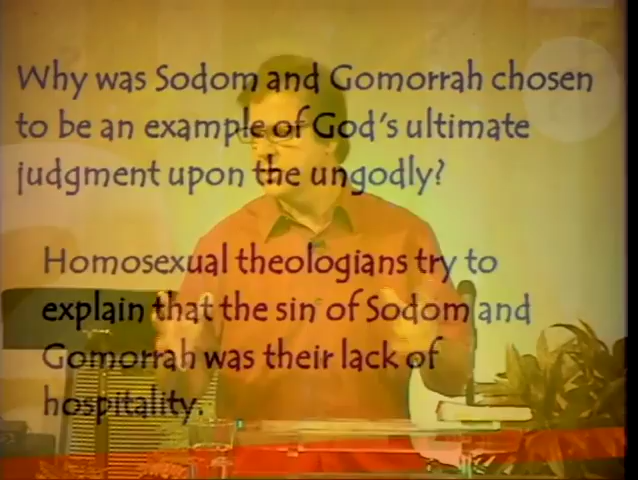 Why was Sodom and Gomorrah chosen
to be an example of God's ultimate
judgment upon the ungodly?
Homosexual theologians try to
explain that the sin of Sodom and
Gomorrah was their lack of
hospitality.